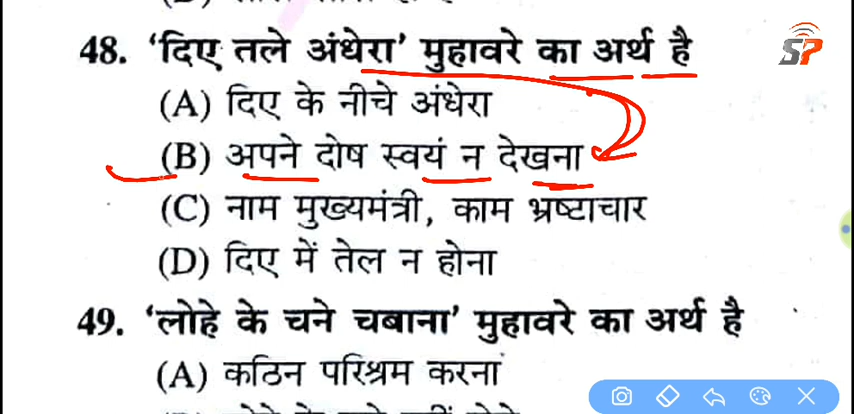 48. ‘दिए तले अंधेरा’ मुहावरे का अर्थ है
(A) दिए के नीचे अंधेरा
(B) अपने दोष स्वयं न देखना
(C) नाम मुख्यमंत्री, काम भ्रष्टाचार
(D) दिए में तेल न होना
49. ‘लोहे के चने चबाना’ मुहावरे का अर्थ है
(A) कठिन परिश्रम करना
SP